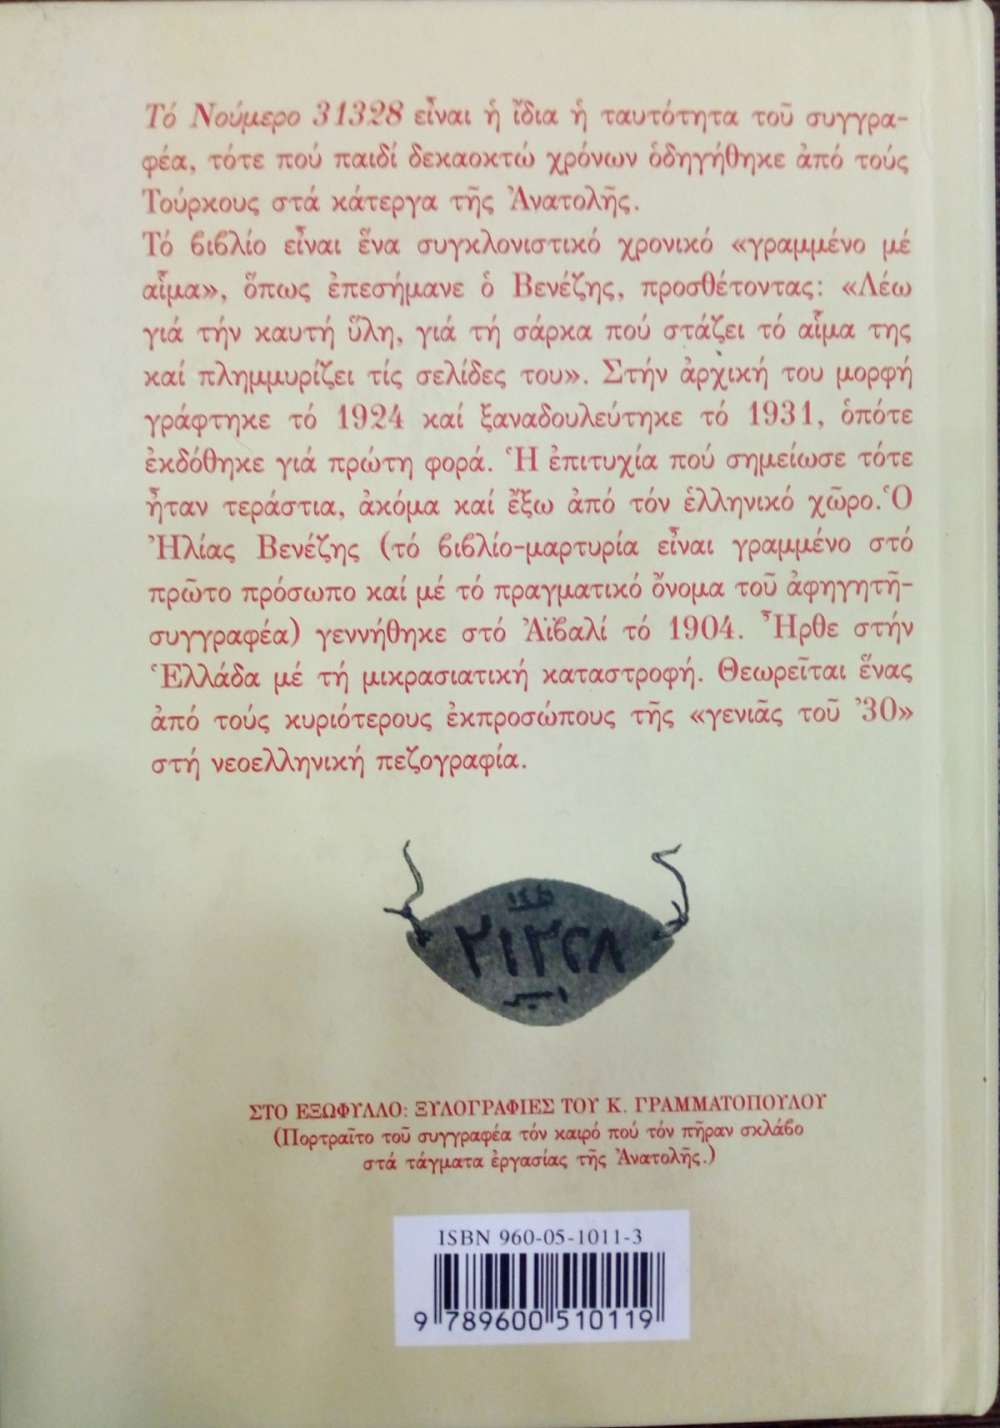 Τό Νούμερο 31328 εἶναι ἡ ἴδια ἡ ταυτότητα τοῦ συγγρα-
φέα, τότε πού παιδί δεκαοκτώ χρόνων ὁδηγήθηκε ἀπό τούς
Τούρκους στά κάτεργα τῆς Ἀνατολῆς.
Τό βιβλίο εἶναι ἕνα συγκλονιστικό χρονικό «γραμμένο μέ
αἷμα», ὅπως ἐπεσήμανε ὁ Βενέζης, προσθέτοντας: «Λέω
γιά τήν καυτή ὕλη, γιά τή σάρκα πού στάζει τό αἷμα της
καί πλημμυρίζει τίς σελίδες του». Στήν ἀρχική του μορφή
γράφτηκε τό 1924 καί ξαναδουλεύτηκε τό 1931, ὁπότε
ἐκδόθηκε γιά πρώτη φορά. Ἡ ἐπιτυχία πού σημείωσε τότε
ἦταν τεράστια, ἀκόμα καί ἔξω ἀπό τόν ἑλληνικό χῶρο. Ὁ
Ἠλίας Βενέζης (τό βιβλίο-μαρτυρία εἶναι γραμμένο στό
πρῶτο πρόσωπο καί μέ τό πραγματικό ὄνομα τοῦ ἀφηγητῆ-
συγγραφέα) γεννήθηκε στό Ἀϊβαλί τό 1904. Ἦρθε στήν
Ἑλλάδα μέ τή μικρασιατική καταστροφή. Θεωρεῖται ἕνας
ἀπό τούς κυριότερους ἐκπροσώπους τῆς «γενιᾶς τοῦ ’30»
στή νεοελληνική πεζογραφία.
٣١٣٢٨
ΣΤΟ ΕΞΩΦΥΛΛΟ: ΞΥΛΟΓΡΑΦΙΕΣ ΤΟΥ Κ. ΓΡΑΜΜΑΤΟΠΟΥΛΟΥ
(Πορτραῖτο τοῦ συγγραφέα τόν καιρό πού τόν πῆραν σκλάβο
στά τάγματα ἐργασίας τῆς Ἀνατολῆς.)
ISBN 960-05-1011-3
9 789600 510119